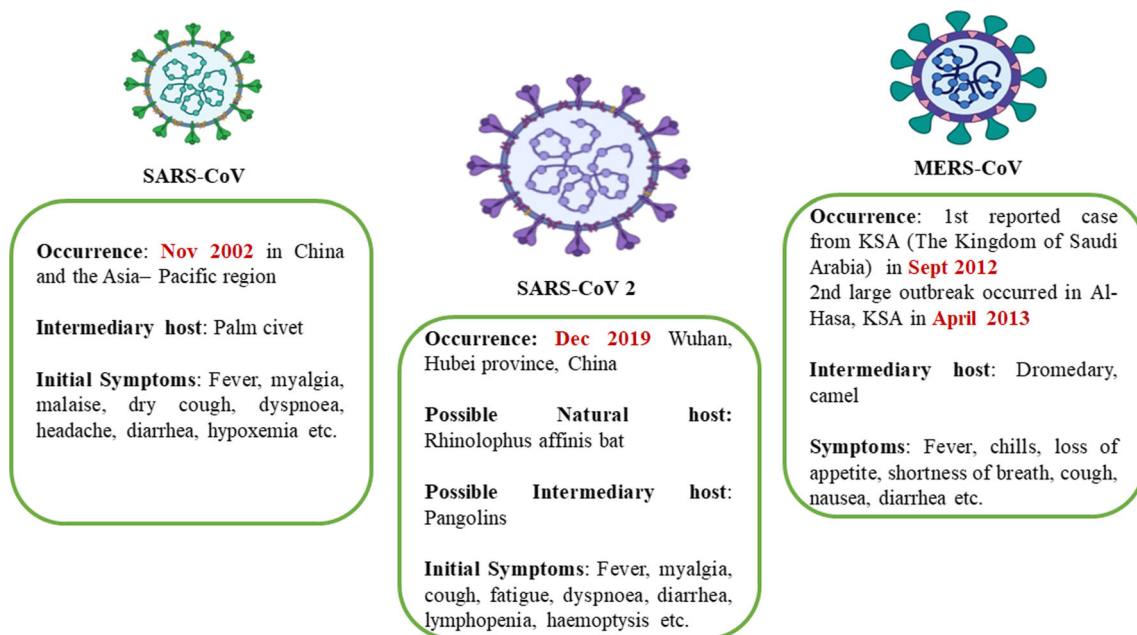 SARS-CoV
Occurrence: Nov 2002 in China
and the Asia– Pacific region
Intermediary host: Palm civet
Initial Symptoms: Fever, myalgia,
malaise, dry cough, dyspnoea,
headache, diarrhea, hypoxemia etc.
SARS-CoV 2
Occurrence: Dec 2019 Wuhan,
Hubei province, China
Possible Natural host:
Rhinolophus affinis bat
Possible Intermediary host:
Pangolins
Initial Symptoms: Fever, myalgia,
cough, fatigue, dyspnoea, diarrhea,
lymphopenia, haemoptysis etc.
MERS-CoV
Occurrence: 1st reported case
from KSA (The Kingdom of Saudi
Arabia) in Sept 2012
2nd large outbreak occurred in Al-
Hasa, KSA in April 2013
Intermediary host: Dromedary,
camel
Symptoms: Fever, chills, loss of
appetite, shortness of breath, cough,
nausea, diarrhea etc.